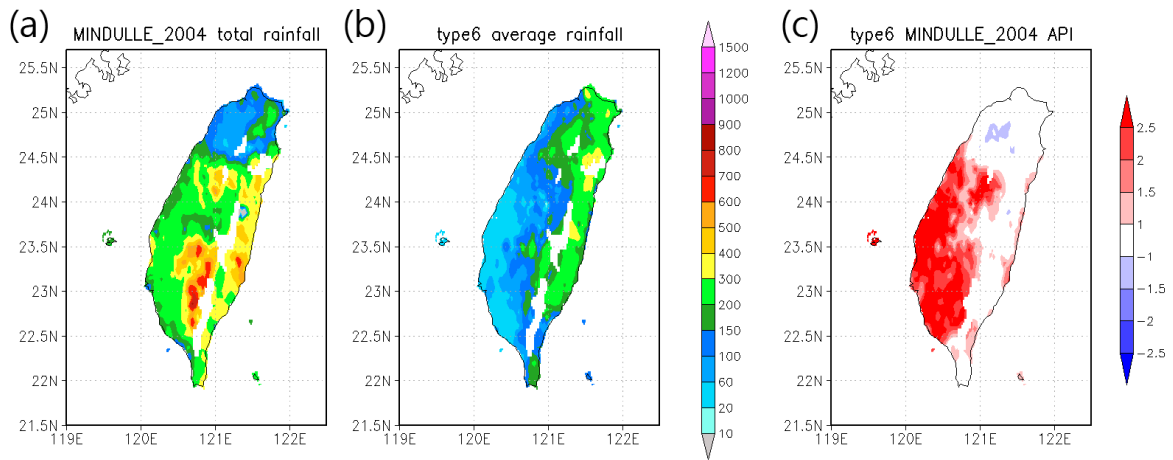 (a)
MINDULLE_2004 total rainfall
25.5N
25N
24.5N
24N
23.5N
23N
22.5N
22N
21.5N
119E 120E 121E 122E
(b)
type6 average rainfall
25.5N
25N
24.5N
24N
23.5N
23N
22.5N
22N
21.5N
119E 120E 121E 122E
1500
1200
1000
900
800
700
600
500
400
300
200
150
100
60
20
10
(c)
type6 MINDULLE_2004 API
25.5N
25N
24.5N
24N
23.5N
23N
22.5N
22N
21.5N
119E 120E 121E 122E
2.5
2
1.5
1
−1
−1.5
−2
−2.5